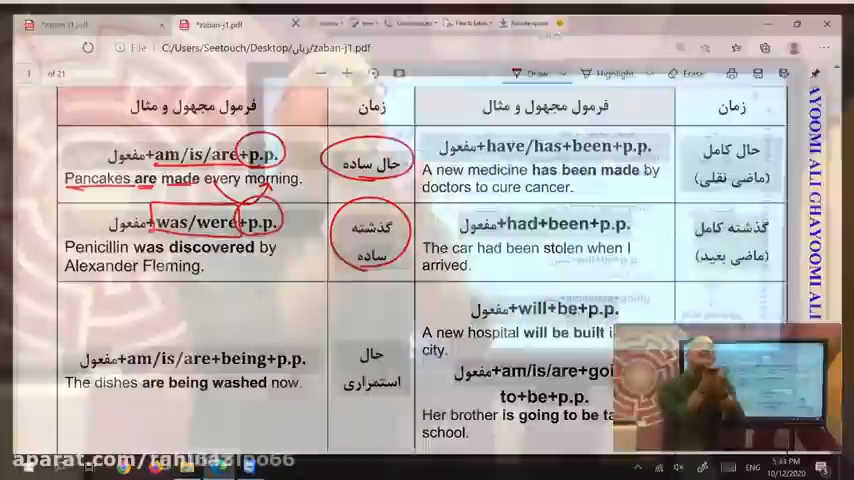 zaban-j1.pdf
File
C:/Users/Seetouch/Desktop/زبان/zaban-j1.pdf
1 of 21
Draw
Highlight
Erase
زمان
فرمول مجهول و مثال
زمان
فرمول مجهول و مثال
حال کامل
(ماضی نقلی)
مفعول+have/has+been+p.p.
A new medicine has been made by
doctors to cure cancer.
حال ساده
مفعول+am/is/are+p.p.
Pancakes are made every morning.
گذشته کامل
(ماضی بعید)
مفعول+had+been+p.p.
The car had been stolen when I
arrived.
گذشته
ساده
مفعول+was/were+p.p.
Penicillin was discovered by
Alexander Fleming.
مفعول+will+be+p.p.
A new hospital will be built
city.
مفعول+am/is/are+goi
to+be+p.p.
Her brother is going to be ta
school.
حال
استمراری
مفعول+am/is/are+being+p.p.
The dishes are being washed now.
AYOOMI ALI GHAYOOMI ALI
ENG
5:33 PM
10/12/2020